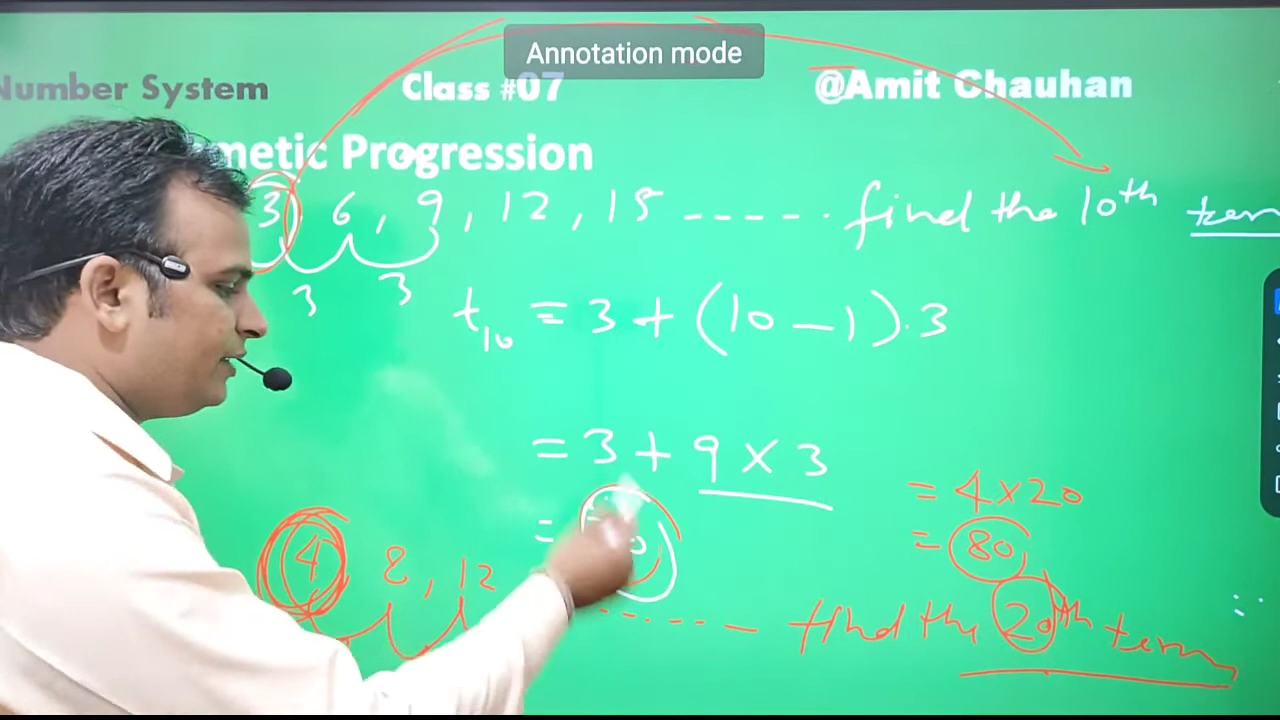 Annotation mode
Number System Class #07 @Amit Chauhan
metic Progression
3, 6, 9, 12, 15 ------ find the 10th
3 3
t10 = 3 + (10 - 1).3
= 3 + 9 × 3
=
= 4×20
= 80
4, 8, 12 ------ find the 20th term